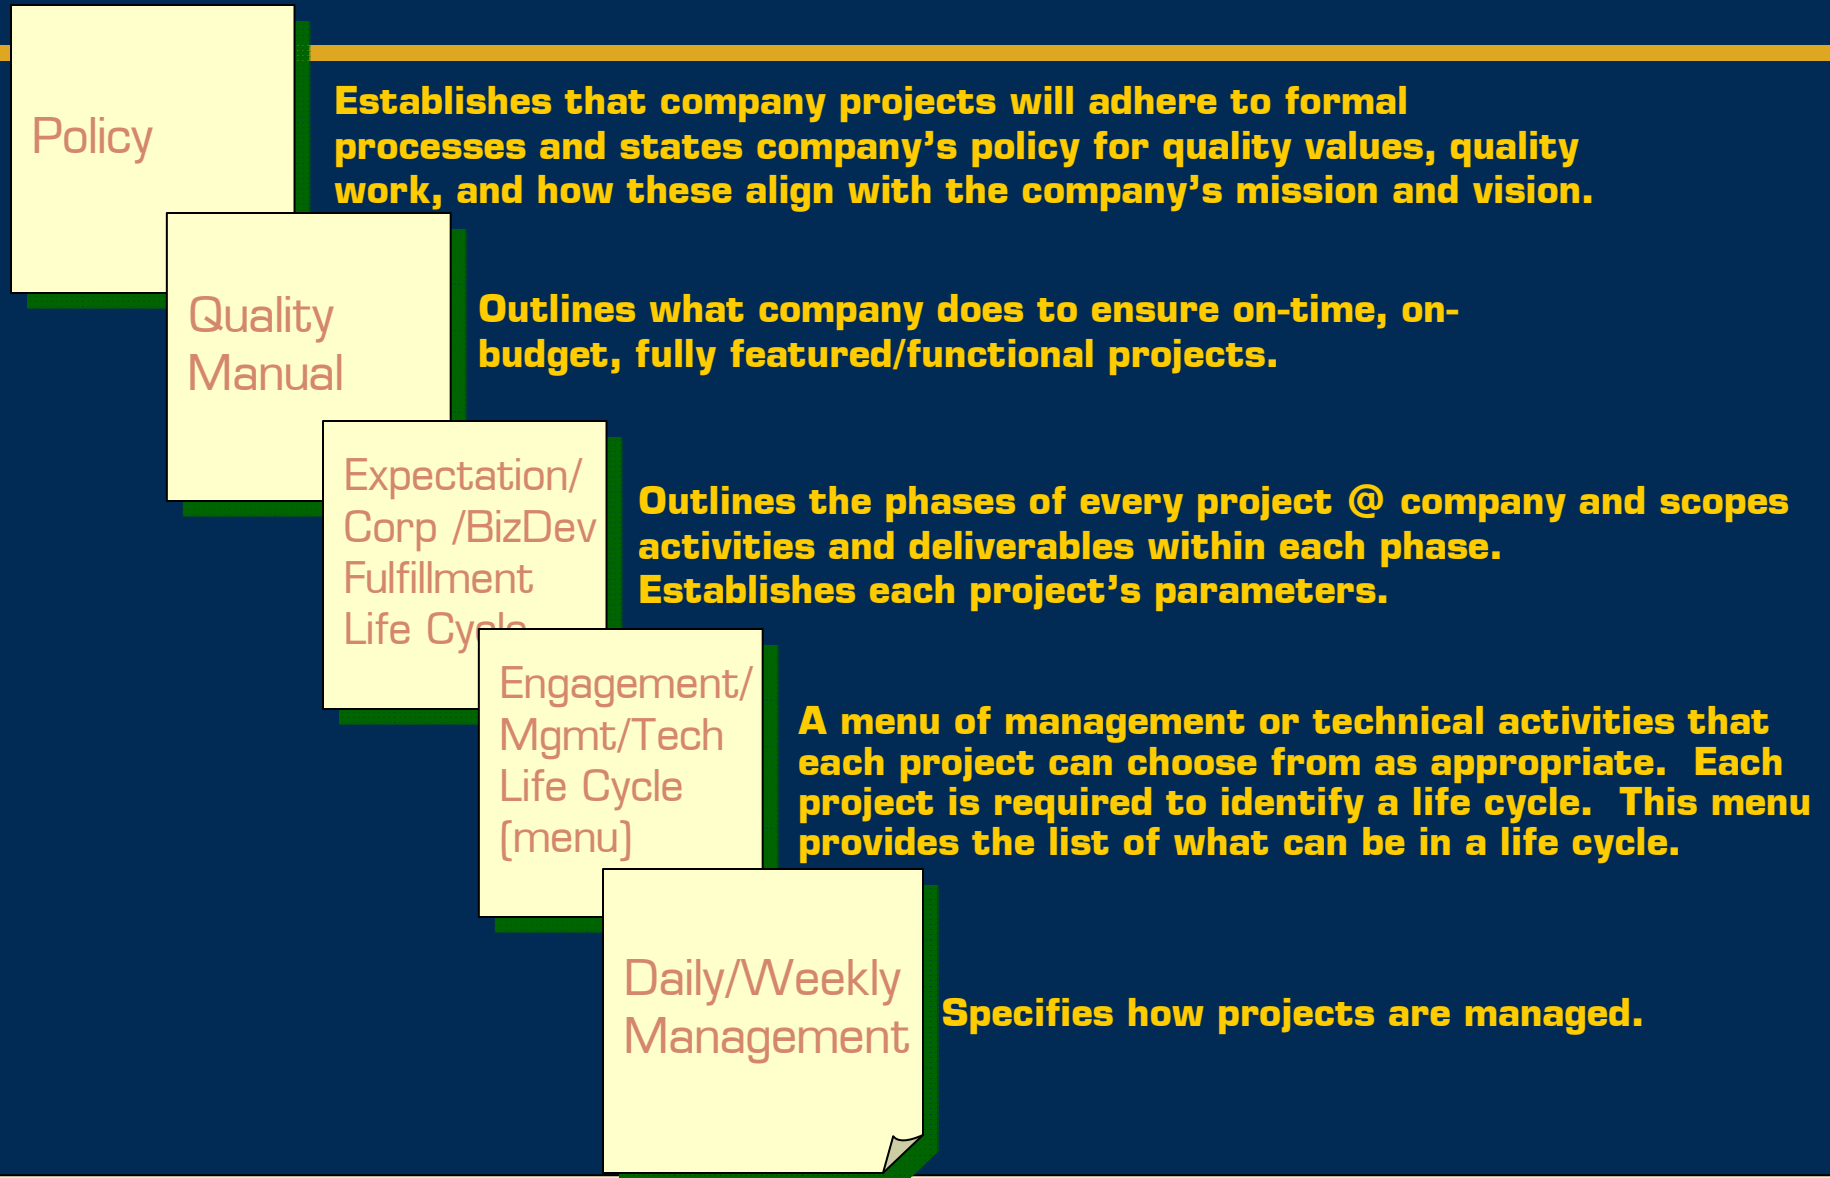 Policy
Establishes that company projects will adhere to formal
processes and states company’s policy for quality values, quality
work, and how these align with the company’s mission and vision.
Quality
Manual
Outlines what company does to ensure on-time, on-
budget, fully featured/functional projects.
Expectation/
Corp /BizDev
Fulfillment
Life Cycle
Outlines the phases of every project @ company and scopes
activities and deliverables within each phase.
Establishes each project’s parameters.
Engagement/
Mgmt/Tech
Life Cycle
(menu)
A menu of management or technical activities that
each project can choose from as appropriate.  Each
project is required to identify a life cycle.  This menu
provides the list of what can be in a life cycle.
Daily/Weekly
Management
Specifies how projects are managed.